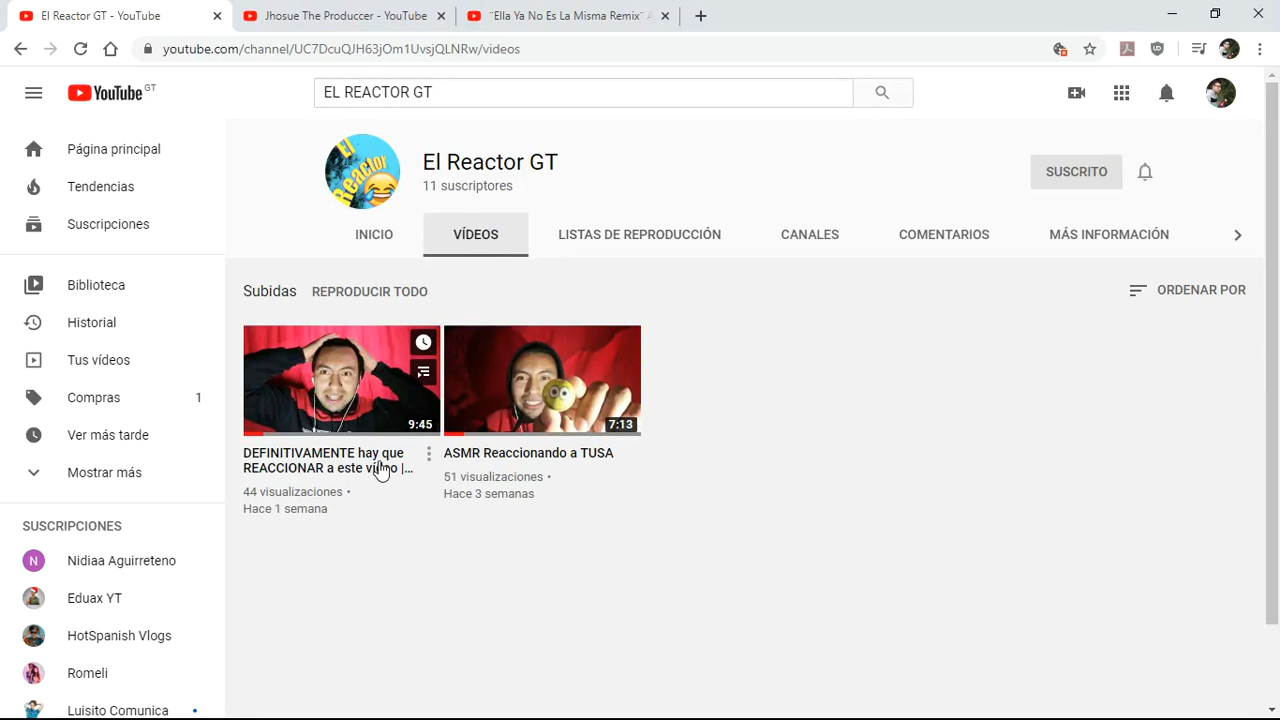 El Reactor GT - YouTube
Jhosue The Produccer - YouTube
¨Ella Ya No Es La Misma Remix¨
youtube.com/channel/UC7DcuQJH63jOm1UvsjQLNRw/videos
YouTube GT
EL REACTOR GT
Página principal
Tendencias
Suscripciones
Biblioteca
Historial
Tus vídeos
Compras 1
Ver más tarde
Mostrar más
SUSCRIPCIONES
N Nidiaa Aguirreteno
Eduax YT
HotSpanish Vlogs
Romeli
Luisito Comunica
El Reactor
El Reactor GT
11 suscriptores
SUSCRITO
INICIO VÍDEOS LISTAS DE REPRODUCCIÓN CANALES COMENTARIOS MÁS INFORMACIÓN
Subidas REPRODUCIR TODO
ORDENAR POR
9:45
DEFINITIVAMENTE hay que
REACCIONAR a este |...
44 visualizaciones •
Hace 1 semana
7:13
ASMR Reaccionando a TUSA
51 visualizaciones •
Hace 3 semanas